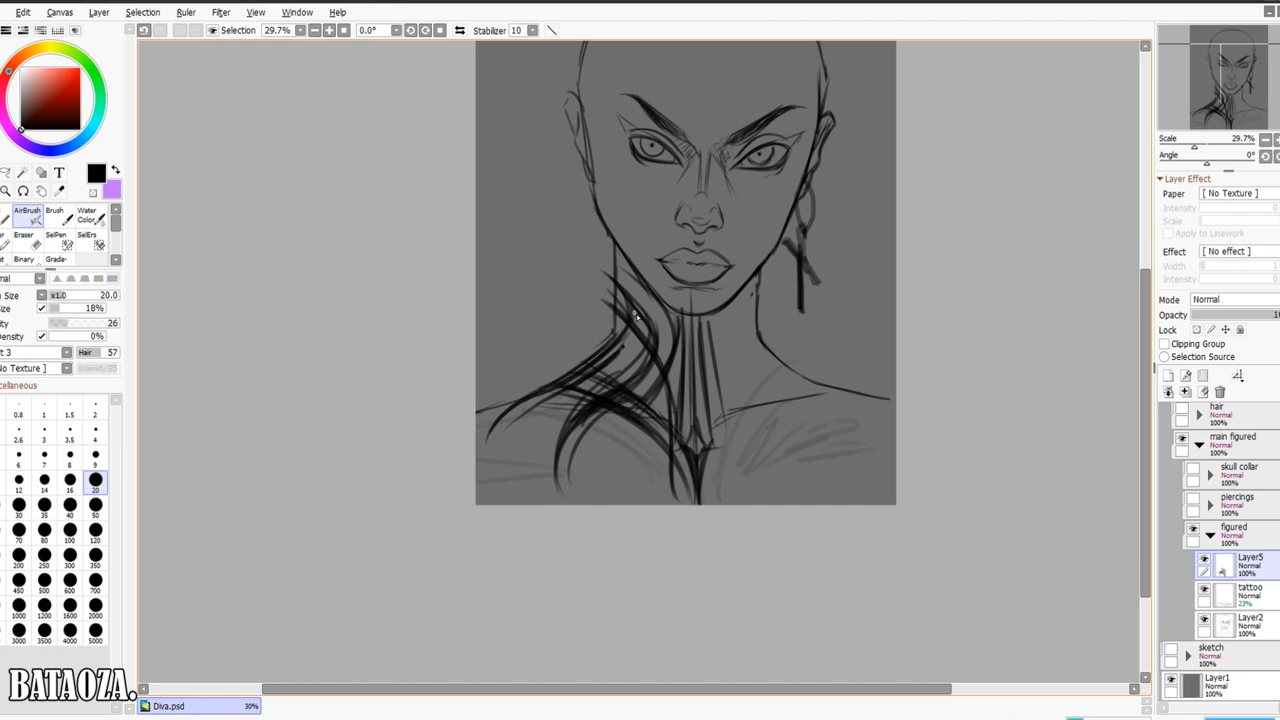 Edit Canvas Layer Selection Ruler Filter View Window Help
Selection 29.7% 0.0° Stabilizer 10
Scale 29.7%
Angle 0°
Layer Effect
Paper [ No Texture ]
Intensity
Scale
Apply to Linework
Effect [ No effect ]
Width
Intensity
Mode Normal
Opacity
Lock
Clipping Group
Selection Source
T
AirBrush Brush Water Color
Eraser SelPen SelErs
Binary Grada-
x1.0 20.0
18%
26
Density 0%
Hair 57
No Texture ]
0.8 1 1.5 2
2.6 3 3.5 4
6 7 8 9
12 14 16 20
30 35 40 50
70 80 100 120
200 250 300 350
450 500 600 700
1000 1200 1600 2000
3000 3500 4000 5000
hair
Normal
100%
main figured
Normal
100%
skull collar
Normal
100%
piercings
Normal
100%
figured
Normal
100%
Layer5
Normal
100%
tattoo
Normal
23%
Layer2
Normal
100%
sketch
Normal
100%
Layer1
Normal
100%
BATAOZA.
Diva.psd 30%